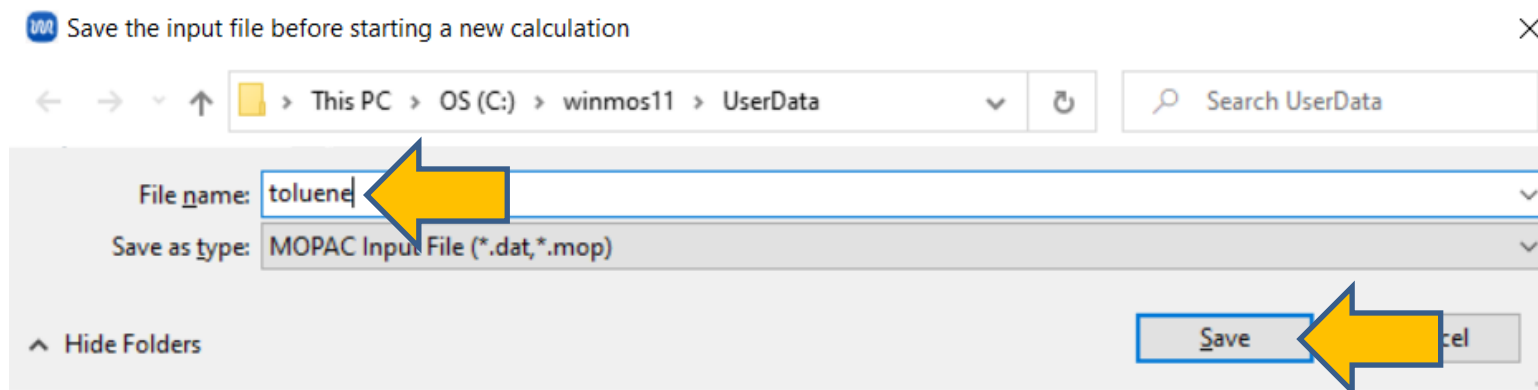 Save the input file before starting a new calculation
This PC > OS (C:) > winmos11 > UserData
Search UserData
File name: toluene
Save as type: MOPAC Input File (*.dat,*.mop)
Hide Folders
Save